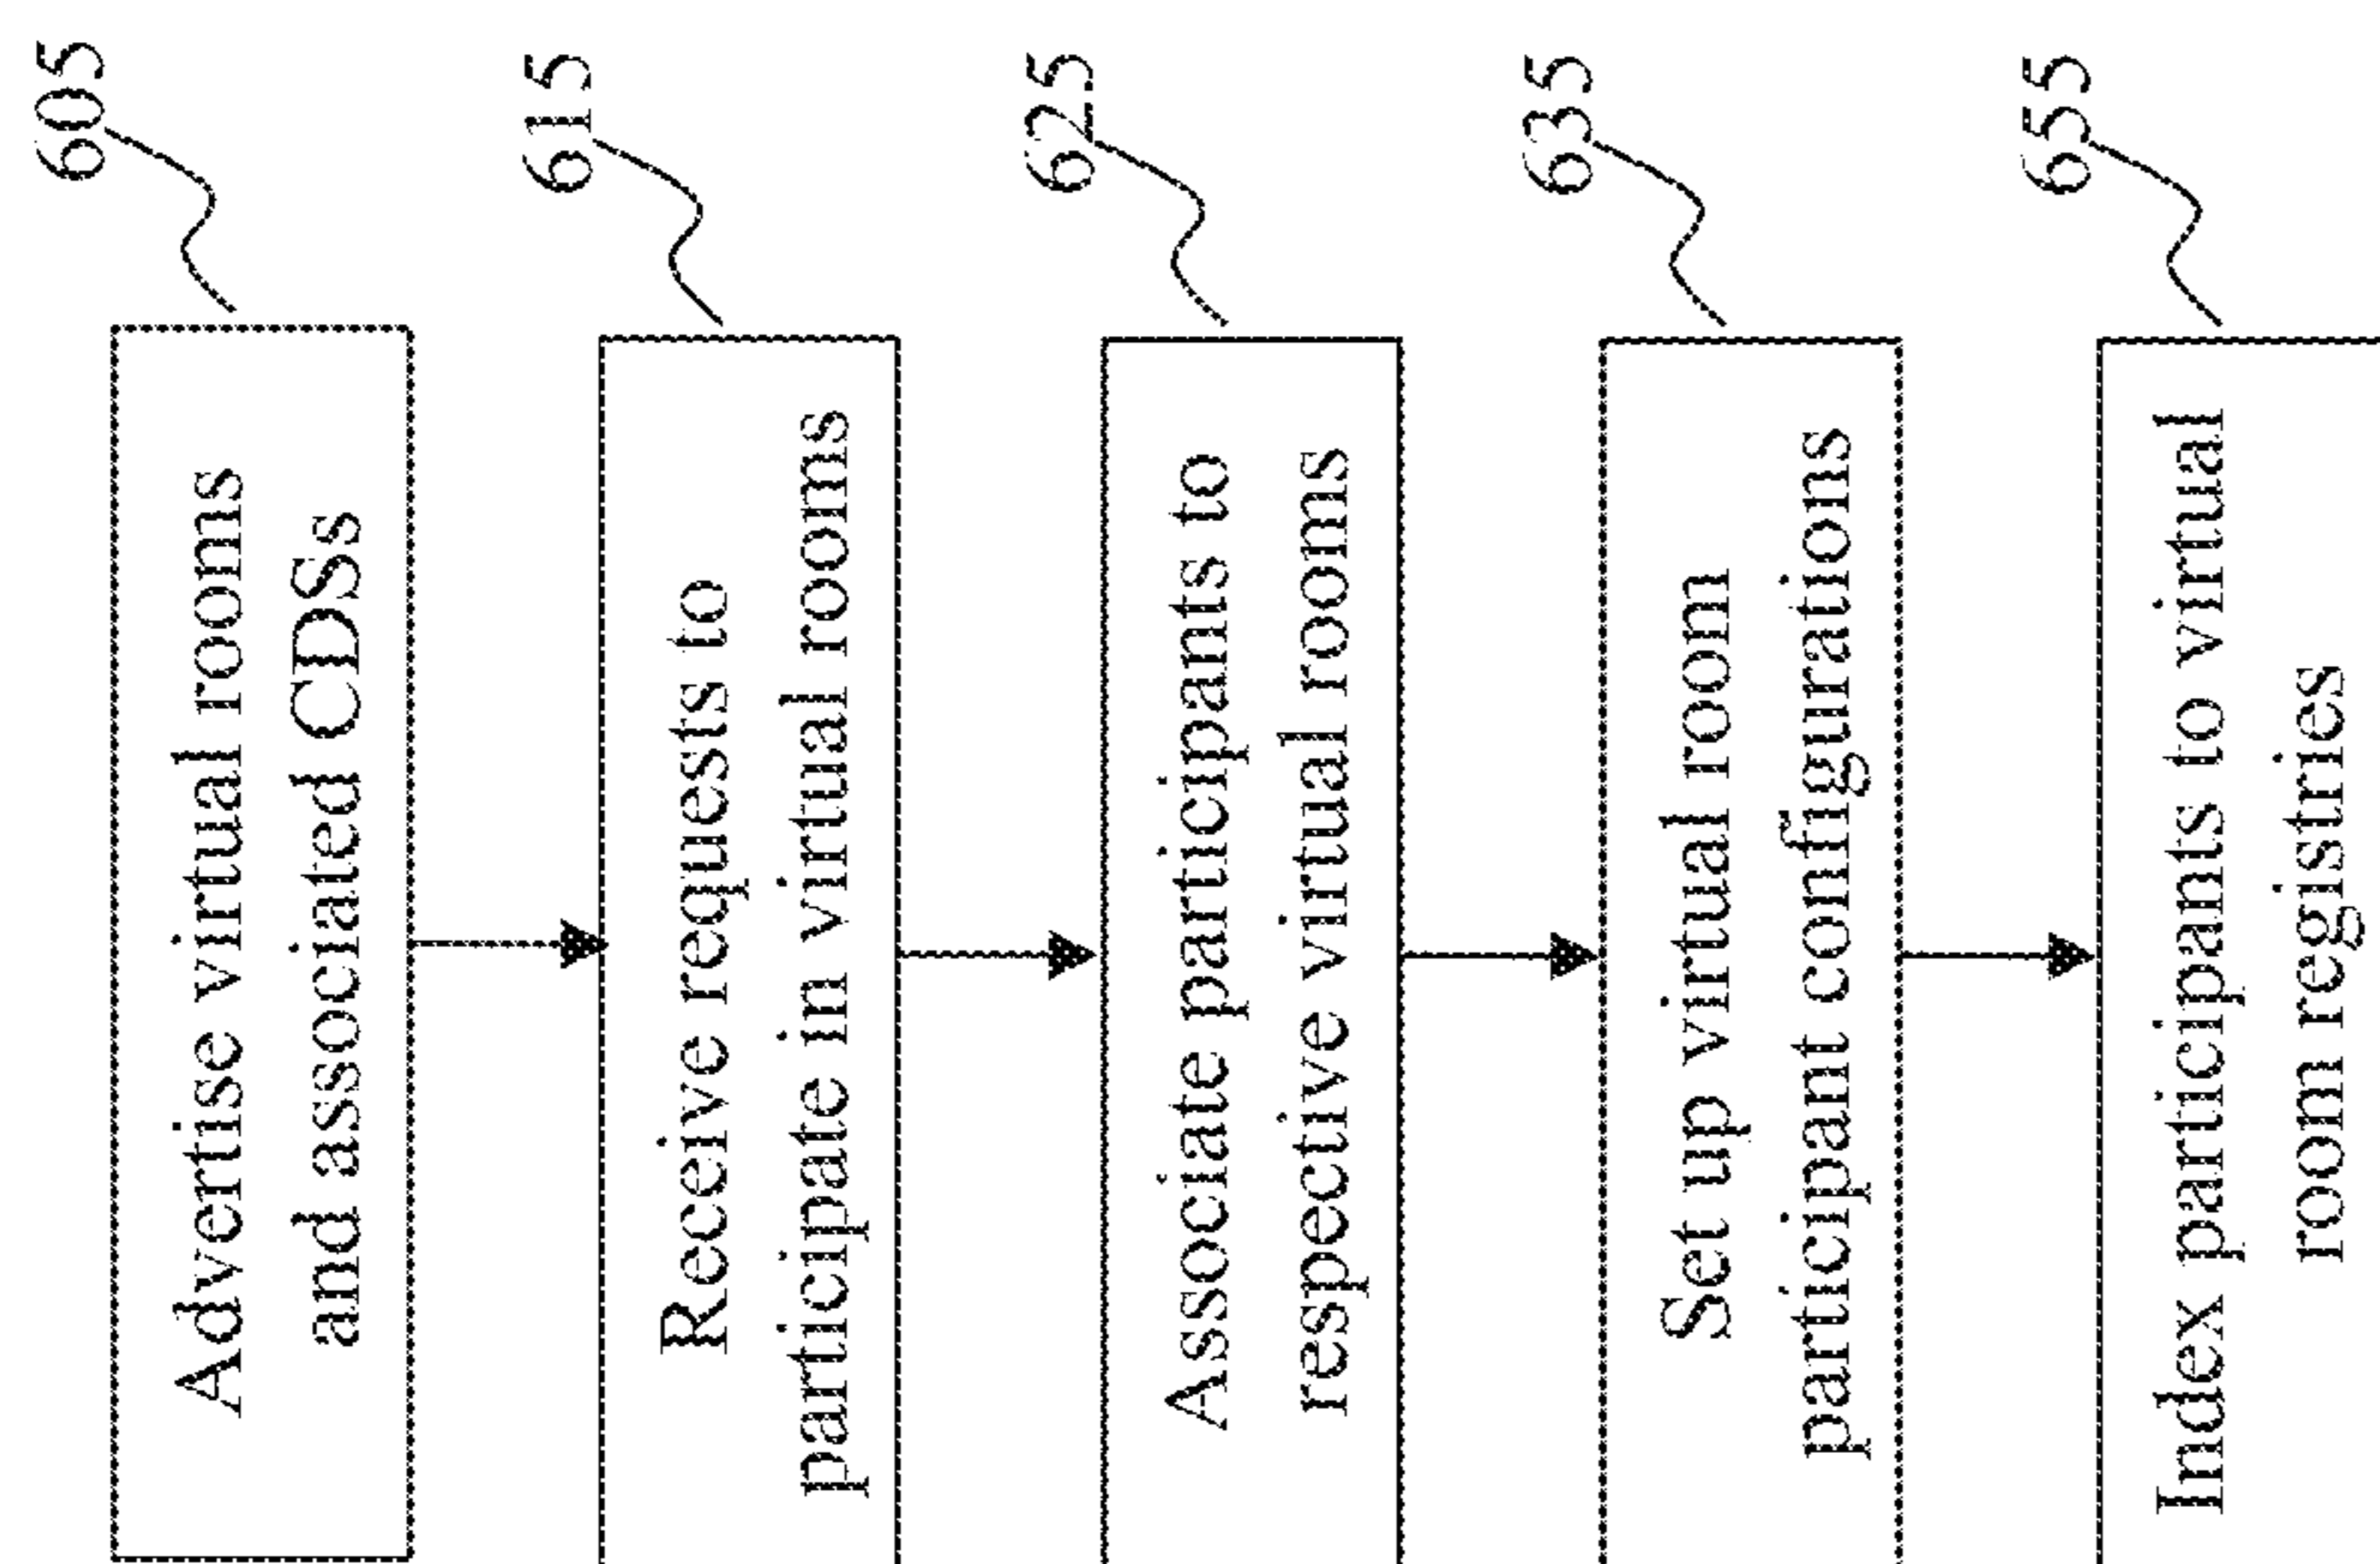 605
Advertise virtual rooms
and associated CDSs
615
Receive requests to
participate in virtual rooms
625
Associate participants to
respective virtual rooms
635
Set up virtual room
participant configurations
655
Index participants to virtual
room registries